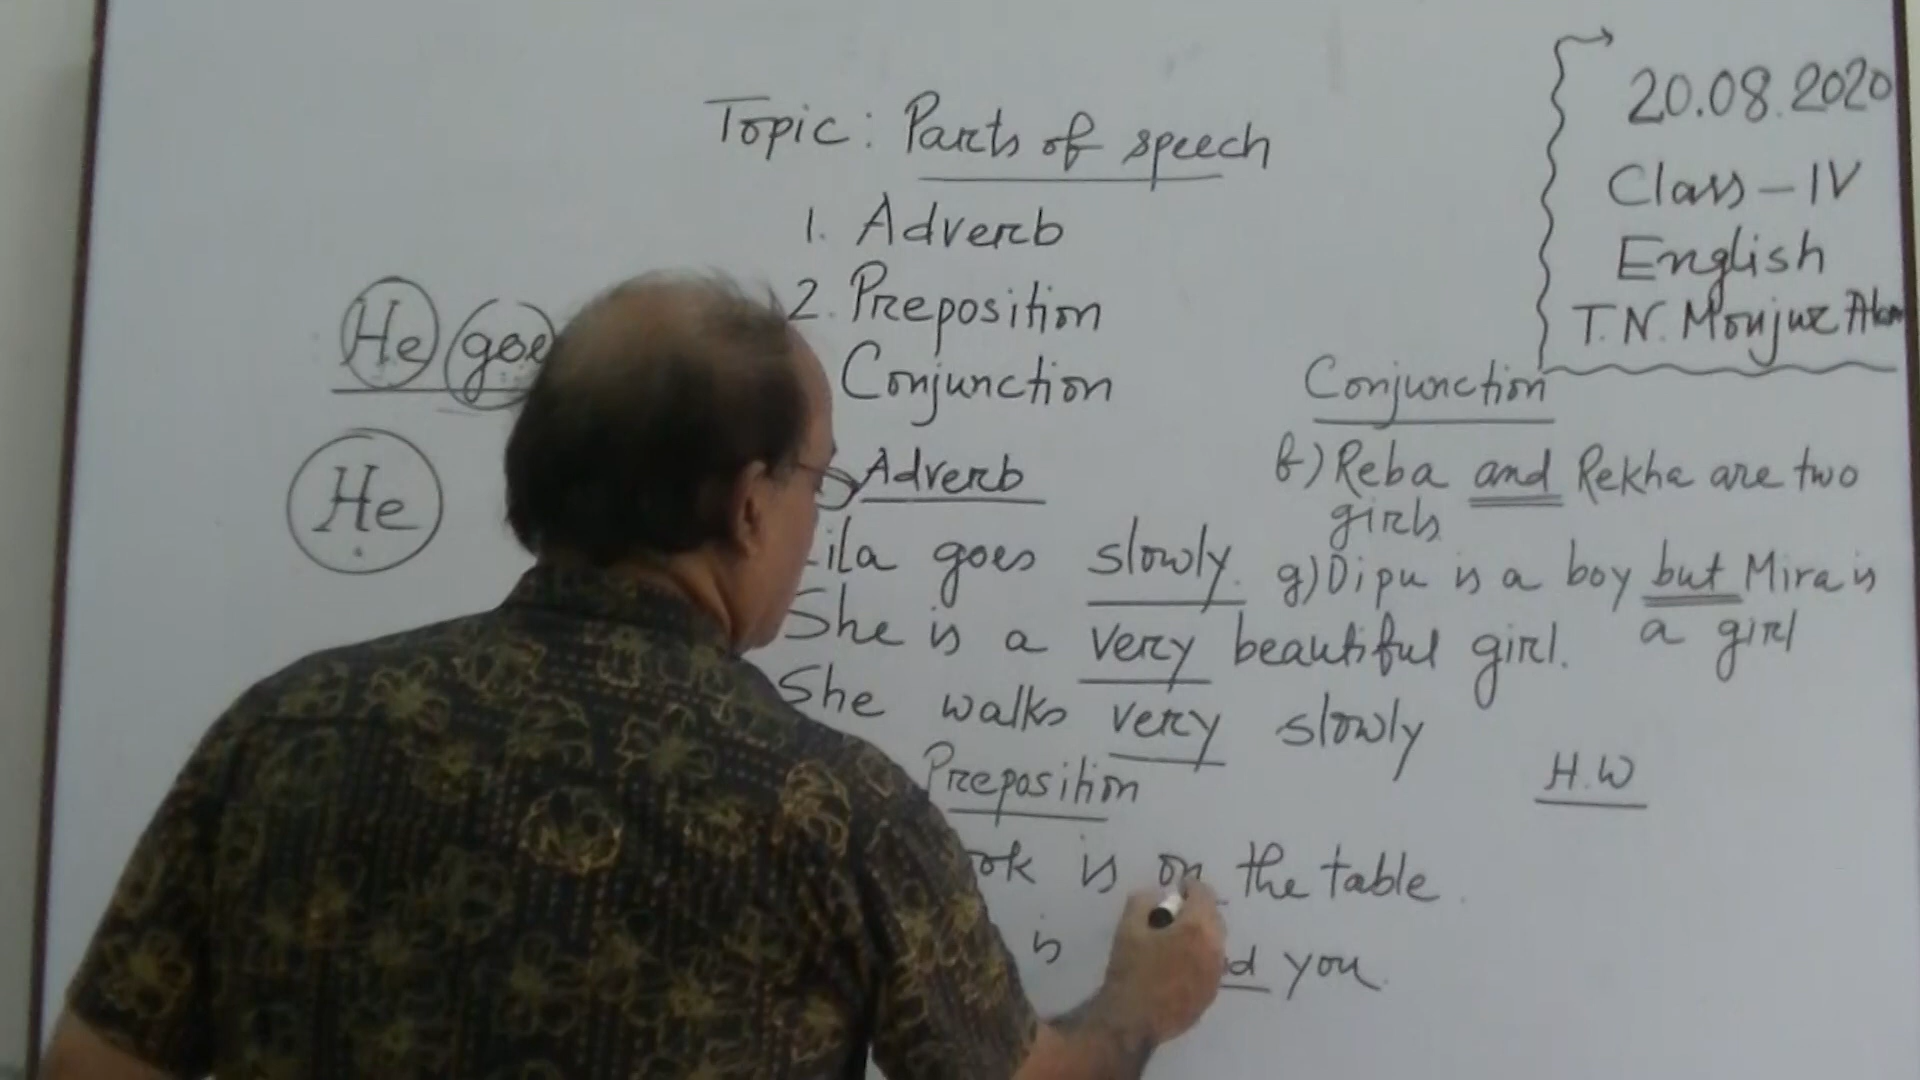 Topic: Parts of speech
1. Adverb
2. Preposition
Conjunction
He goe
He
Adverb
ila goes slowly.
She is a very beautiful girl.
She walks very slowly
Preposition
ok is on the table.
is d you.
20.08.2020
Class-IV
English
T.N. Monjur Alam
Conjunction
f) Reba and Rekha are two
girls
g) Dipu is a boy but Mira is
a girl
H.W